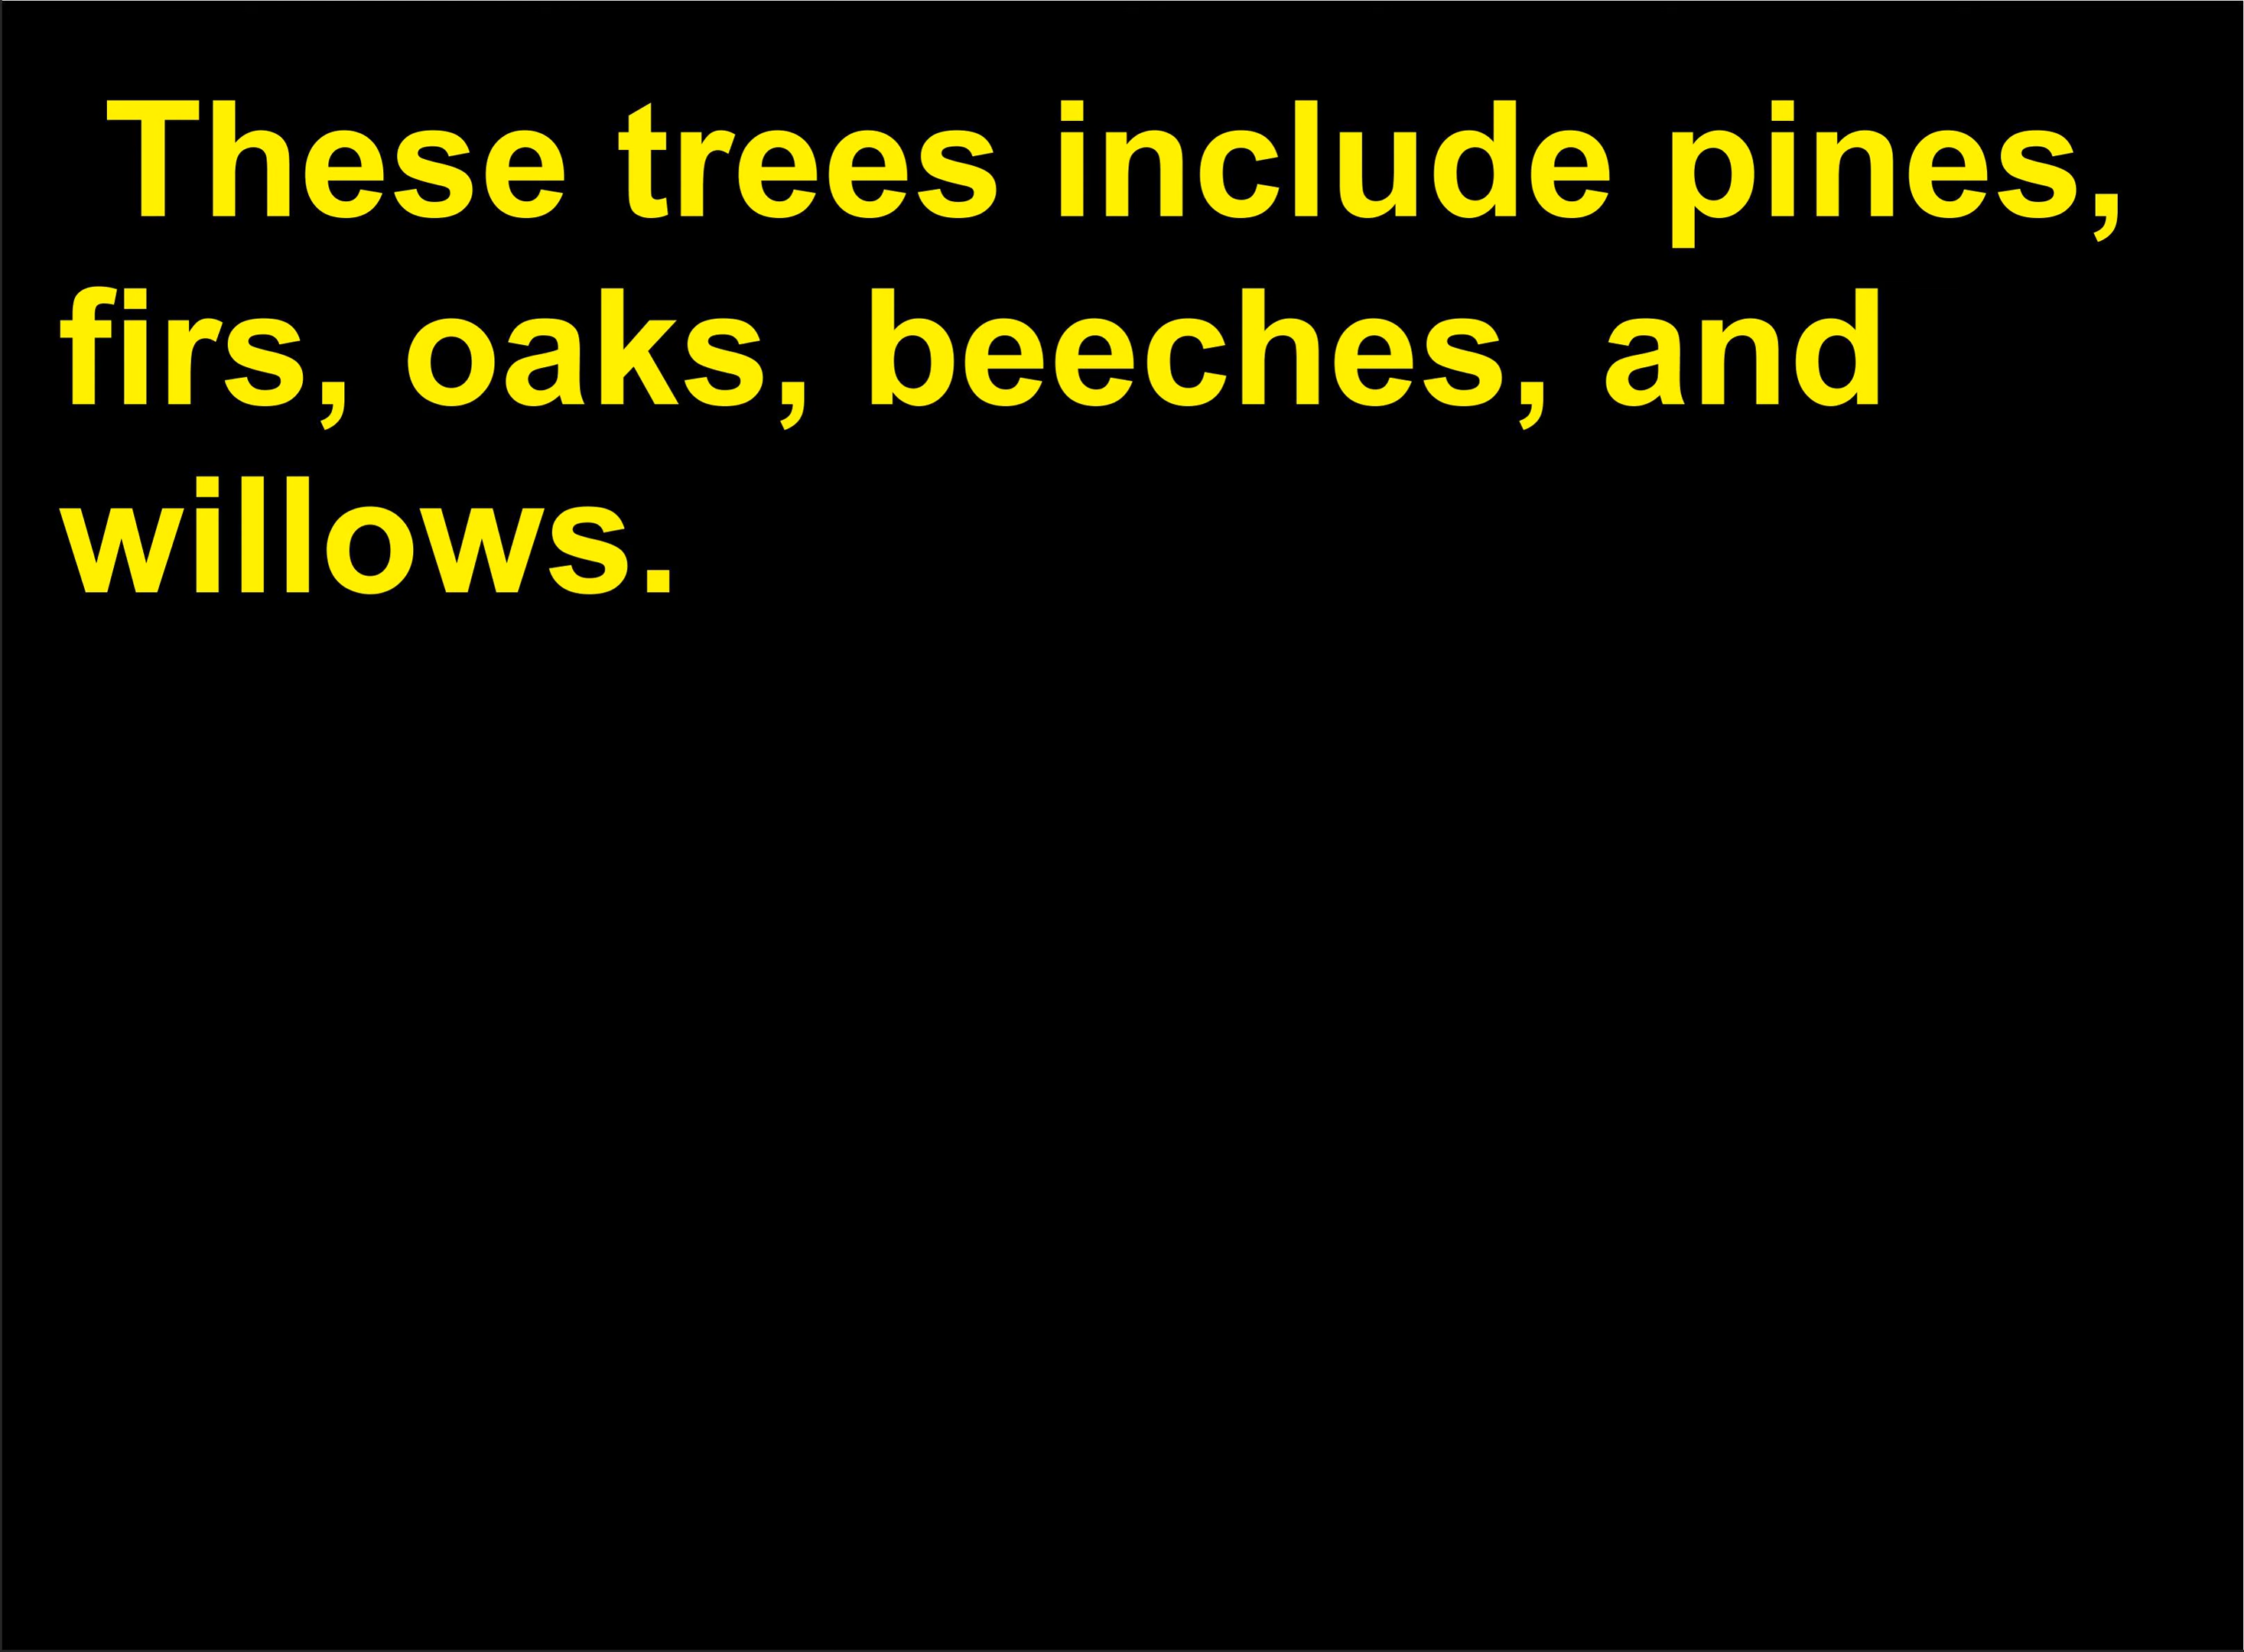 These trees include pines,
firs, oaks, beeches, and
willows.